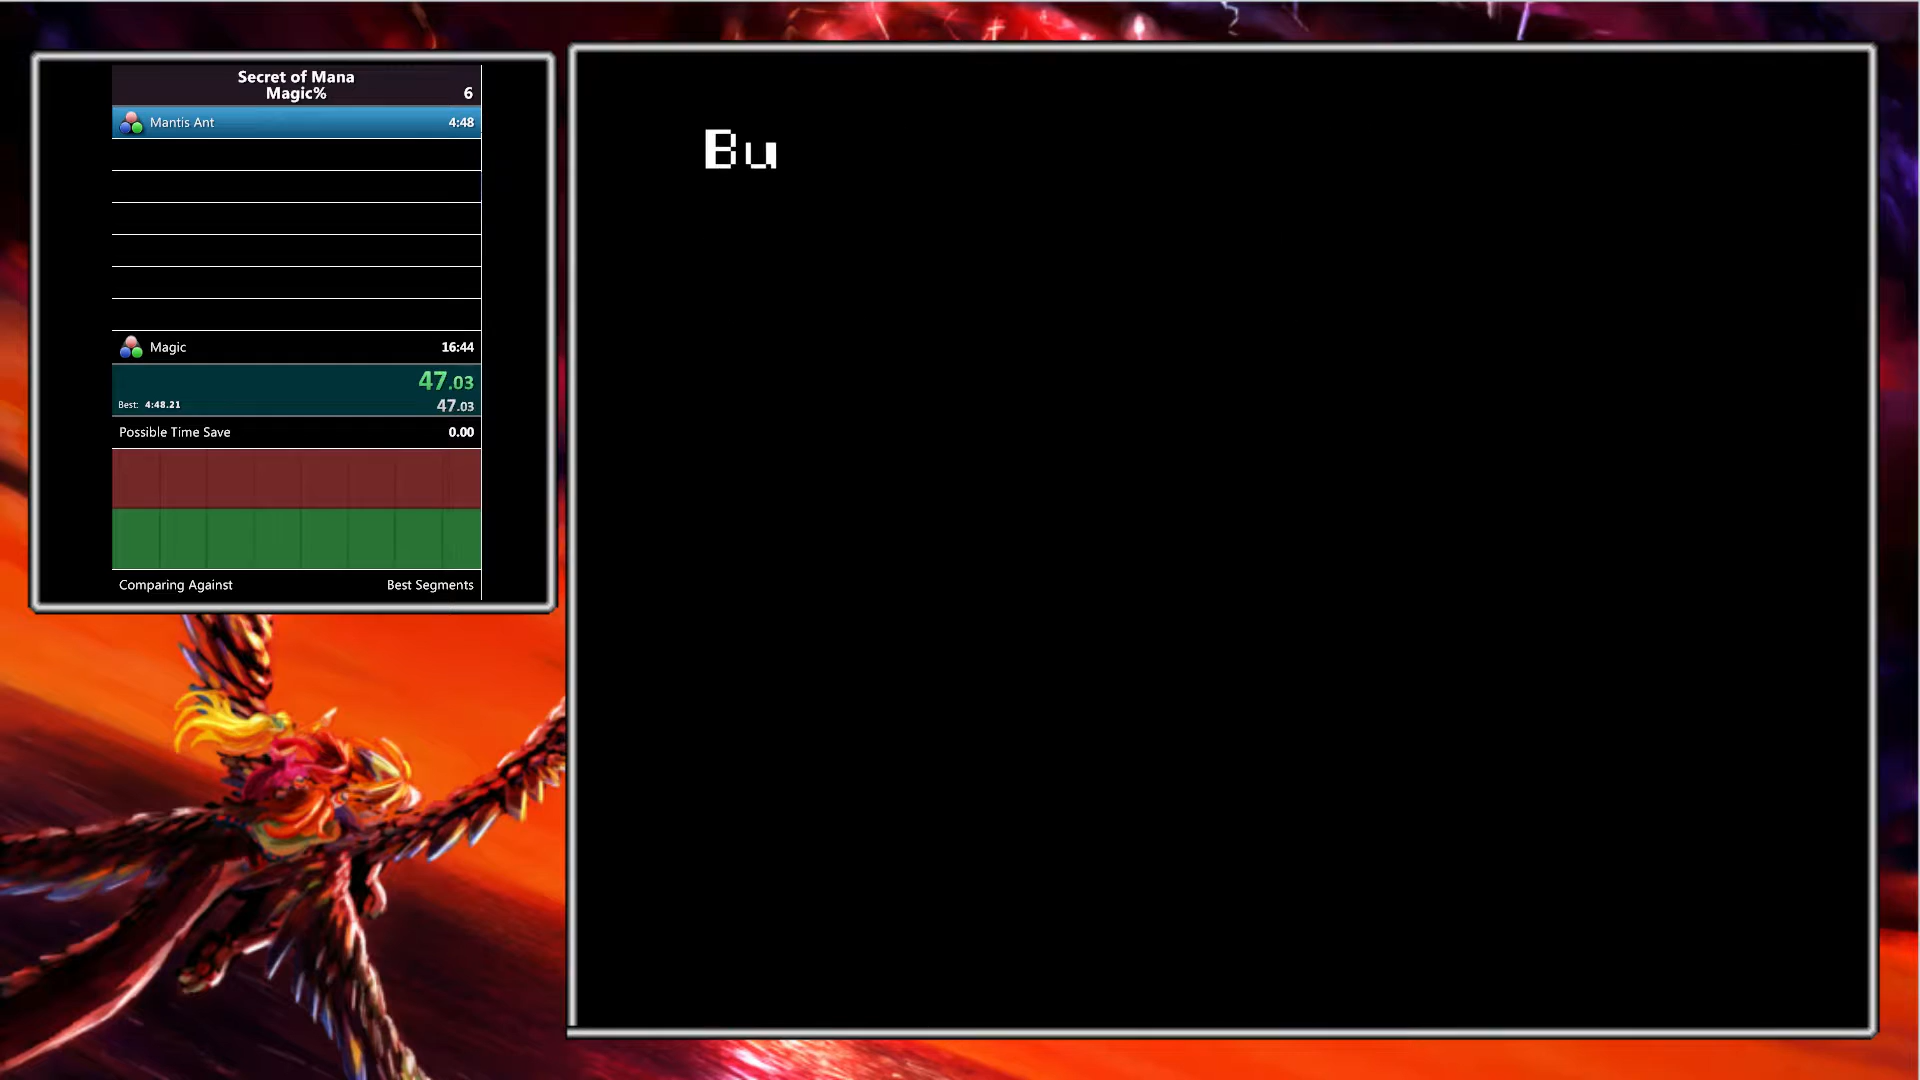 Secret of Mana
Magic% 6
Mantis Ant 4:48
Magic 16:44
47.03
Best: 4:48.21 47.03
Possible Time Save 0.00
Comparing Against Best Segments
Bu